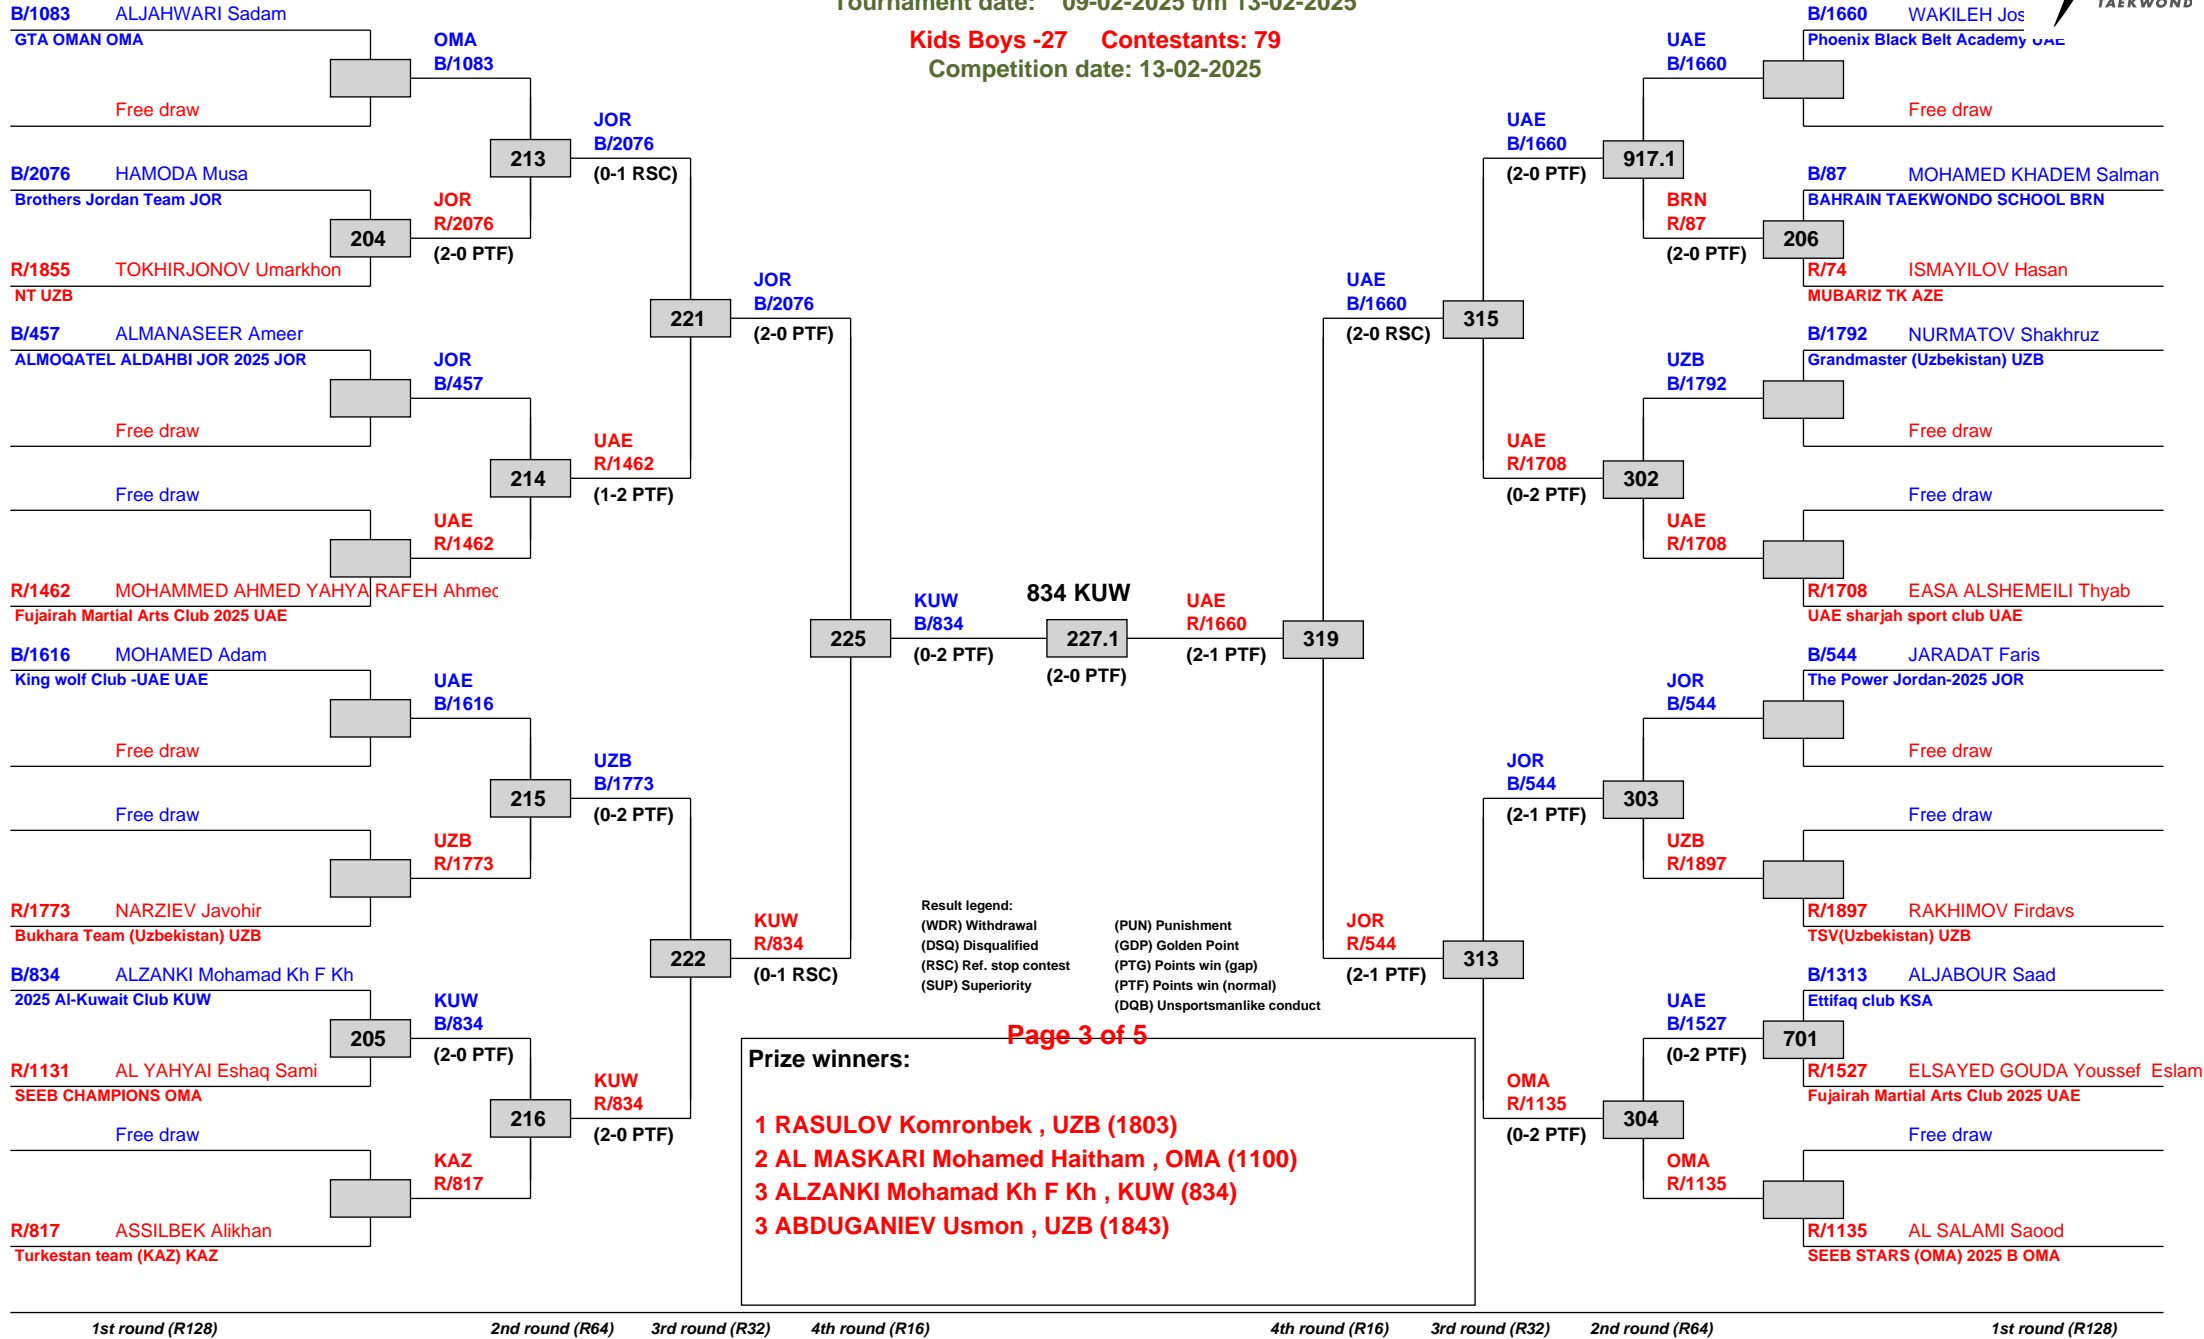 Tournament date: 09-02-2025 t/m 13-02-2025
Kids Boys -27 Contestants: 79
Competition date: 13-02-2025
TAEKWOND
B/1083 ALJAHWARI Sadam
GTA OMAN OMA
Free draw
B/2076 HAMODA Musa
Brothers Jordan Team JOR
204
R/1855 TOKHIRJONOV Umarkhon
NT UZB
B/457 ALMANASEER Ameer
ALMOQATEL ALDAHBI JOR 2025 JOR
Free draw
Free draw
R/1462 MOHAMMED AHMED YAHYA RAFEH Ahmed
Fujairah Martial Arts Club 2025 UAE
B/1616 MOHAMED Adam
King wolf Club -UAE UAE
Free draw
Free draw
R/1773 NARZIEV Javohir
Bukhara Team (Uzbekistan) UZB
B/834 ALZANKI Mohamad Kh F Kh
2025 Al-Kuwait Club KUW
205
R/1131 AL YAHYAI Eshaq Sami
SEEB CHAMPIONS OMA
Free draw
R/817 ASSILBEK Alikhan
Turkestan team (KAZ) KAZ
OMA
B/1083
213
JOR
R/2076
(2-0 PTF)
JOR
B/457
214
UAE
R/1462
UAE
B/1616
215
UZB
R/1773
KUW
B/834
(2-0 PTF)
216
KAZ
R/817
JOR
B/2076
(0-1 RSC)
221
UAE
R/1462
(1-2 PTF)
UZB
B/1773
(0-2 PTF)
222
KUW
R/834
(2-0 PTF)
JOR
B/2076
(2-0 PTF)
225
KUW
R/834
(0-1 RSC)
KUW
B/834
(0-2 PTF)
834 KUW
227.1
(2-0 PTF)
UAE
R/1660
(2-1 PTF)
319
UAE
B/1660
(2-0 RSC)
JOR
R/544
(2-1 PTF)
315
313
UAE
B/1660
(2-0 PTF)
UAE
R/1708
(0-2 PTF)
JOR
B/544
(2-1 PTF)
OMA
R/1135
(0-2 PTF)
917.1
302
303
304
UAE
B/1660
BRN
R/87
(2-0 PTF)
UZB
B/1792
UAE
R/1708
JOR
B/544
UZB
R/1897
UAE
B/1527
(0-2 PTF)
OMA
R/1135
B/1660 WAKILEH Jos
Phoenix Black Belt Academy UAE
Free draw
B/87 MOHAMED KHADEM Salman
BAHRAIN TAEKWONDO SCHOOL BRN
206
R/74 ISMAYILOV Hasan
MUBARIZ TK AZE
B/1792 NURMATOV Shakhruz
Grandmaster (Uzbekistan) UZB
Free draw
Free draw
R/1708 EASA ALSHEMEILI Thyab
UAE sharjah sport club UAE
B/544 JARADAT Faris
The Power Jordan-2025 JOR
Free draw
Free draw
R/1897 RAKHIMOV Firdavs
TSV(Uzbekistan) UZB
B/1313 ALJABOUR Saad
Ettifaq club KSA
701
R/1527 ELSAYED GOUDA Youssef Eslam
Fujairah Martial Arts Club 2025 UAE
Free draw
R/1135 AL SALAMI Saood
SEEB STARS (OMA) 2025 B OMA
Result legend:
(WDR) Withdrawal (PUN) Punishment
(DSQ) Disqualified (GDP) Golden Point
(RSC) Ref. stop contest (PTG) Points win (gap)
(SUP) Superiority (PTF) Points win (normal)
(DQB) Unsportsmanlike conduct
Page 3 of 5
Prize winners:
1 RASULOV Komronbek , UZB (1803)
2 AL MASKARI Mohamed Haitham , OMA (1100)
3 ALZANKI Mohamad Kh F Kh , KUW (834)
3 ABDUGANIEV Usmon , UZB (1843)
1st round (R128) 2nd round (R64) 3rd round (R32) 4th round (R16) 4th round (R16) 3rd round (R32) 2nd round (R64) 1st round (R128)